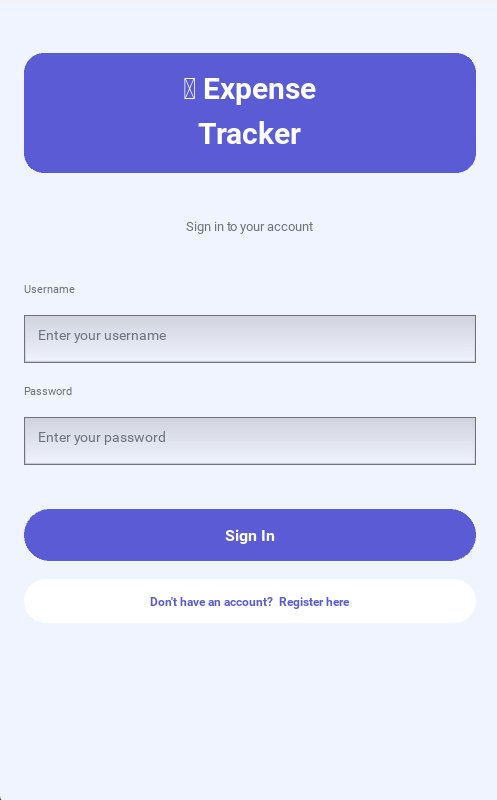 Expense
Tracker
Sign in to your account
Username
Enter your username
Password
Enter your password
Sign In
Don't have an account?  Register here